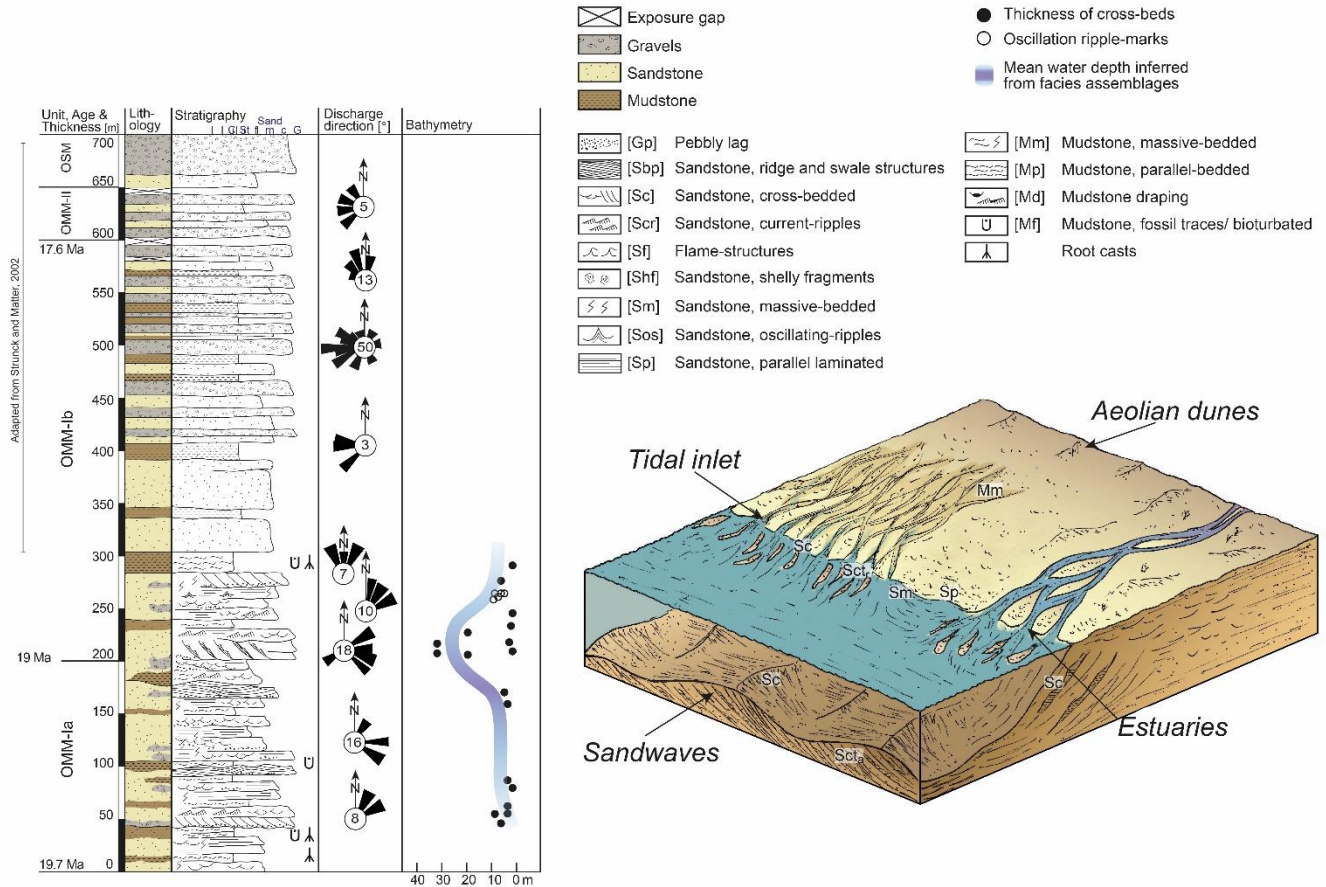 Exposure gap
Gravels
Sandstone
Mudstone
Thickness of cross-beds
Oscillation ripple-marks
Mean water depth inferred
from facies assemblages
[Gp] Pebbly lag
[Sbp] Sandstone, ridge and swale structures
[Sc] Sandstone, cross-bedded
[Scr] Sandstone, current-ripples
[Sf] Flame-structures
[Shf] Sandstone, shelly fragments
[Sm] Sandstone, massive-bedded
[Sos] Sandstone, oscillating-ripples
[Sp] Sandstone, parallel laminated
[Mm] Mudstone, massive-bedded
[Mp] Mudstone, parallel-bedded
[Md] Mudstone draping
[Mf] Mudstone, fossil traces/ bioturbated
Root casts
Unit, Age &
Thickness [m]
Lith-
ology
Stratigraphy
Sand
f m c G
Discharge
direction [°]
Bathymetry
Adapted from Strunck and Matter, 2002
OSM
OMM-II
OMM-Ib
OMM-Ia
17.6 Ma
19 Ma
19.7 Ma
700
650
600
550
500
450
400
350
300
250
200
150
100
50
0
N
5
N
13
N
50
N
3
N
7
N
10
N
18
N
16
N
8
40 30 20 10 0 m
Aeolian dunes
Tidal inlet
Mm
Sc
Sct
Sm
Sp
Sc
Sc
Sct
Estuaries
Sandwaves